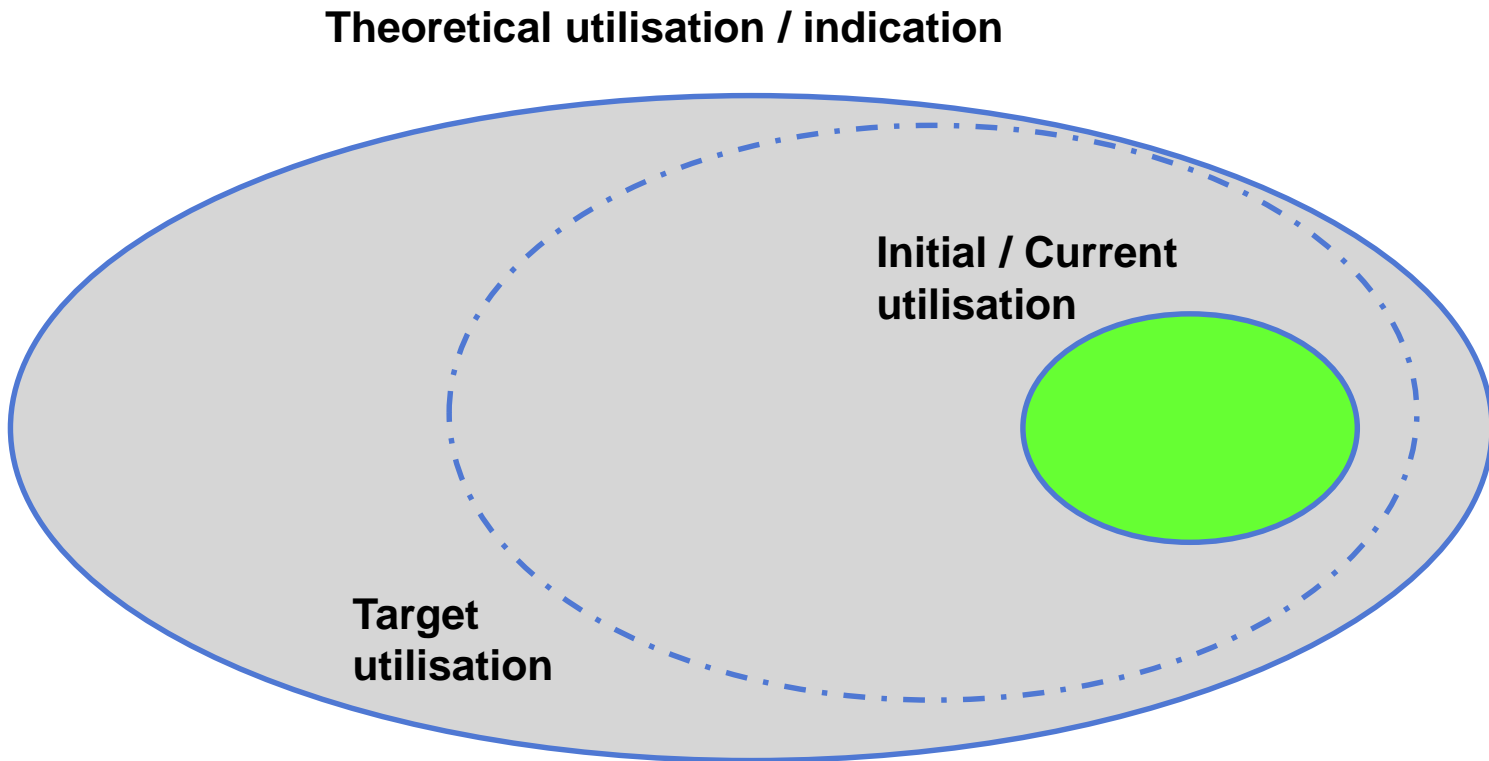 Theoretical utilisation / indication
Initial / Current
utilisation
Target
utilisation